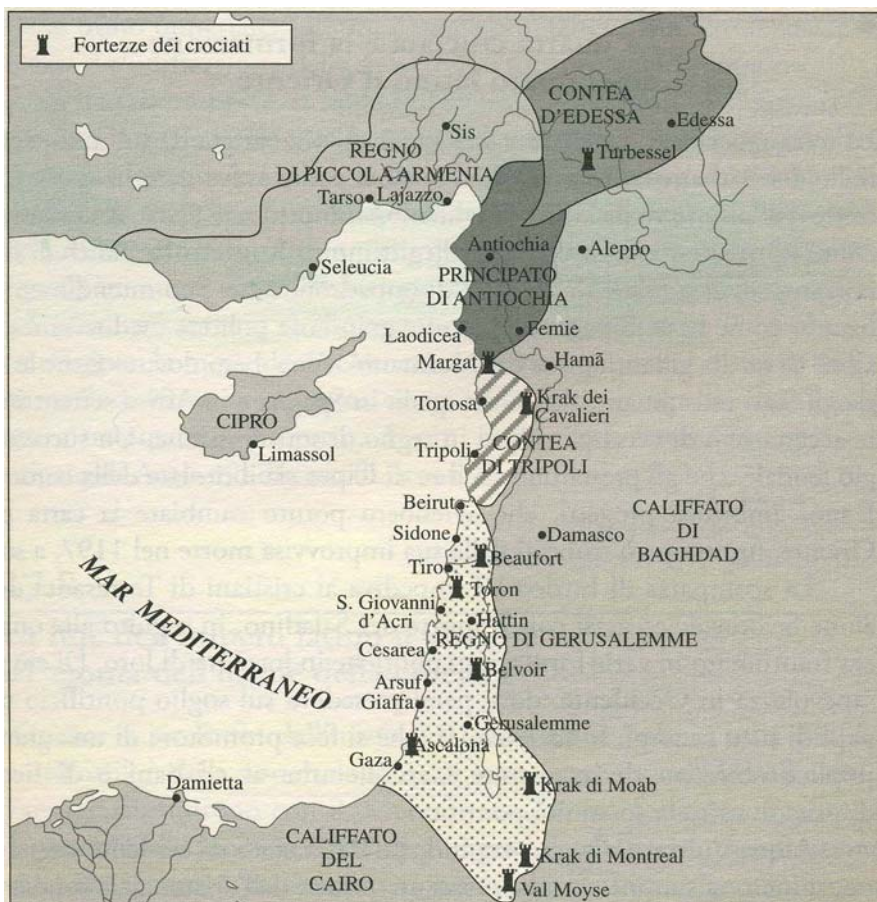 Fortezze dei crociati
CONTEA
D'EDESSA
Edessa
Sis
Turbessel
REGNO
DI PICCOLA ARMENIA
Tarso
Lajazzo
Antiochia
Aleppo
Seleucia
PRINCIPATO
DI ANTIOCHIA
Laodicea
Femie
Margat
Hamã
Tortosa
Krak dei
Cavalieri
CIPRO
Limassol
Tripoli
CONTEA
DI TRIPOLI
Beirut
CALIFFATO
DI
BAGHDAD
Sidone
Damasco
Tiro
Beaufort
Toron
MAR MEDITERRANEO
S. Giovanni
d'Acri
Hattin
REGNO DI GERUSALEMME
Cesarea
Belvoir
Arsuf
Giaffa
Gerusalemme
Ascalona
Gaza
Damietta
Krak di Moab
CALIFFATO
DEL
CAIRO
Krak di Montreal
Val Moyse